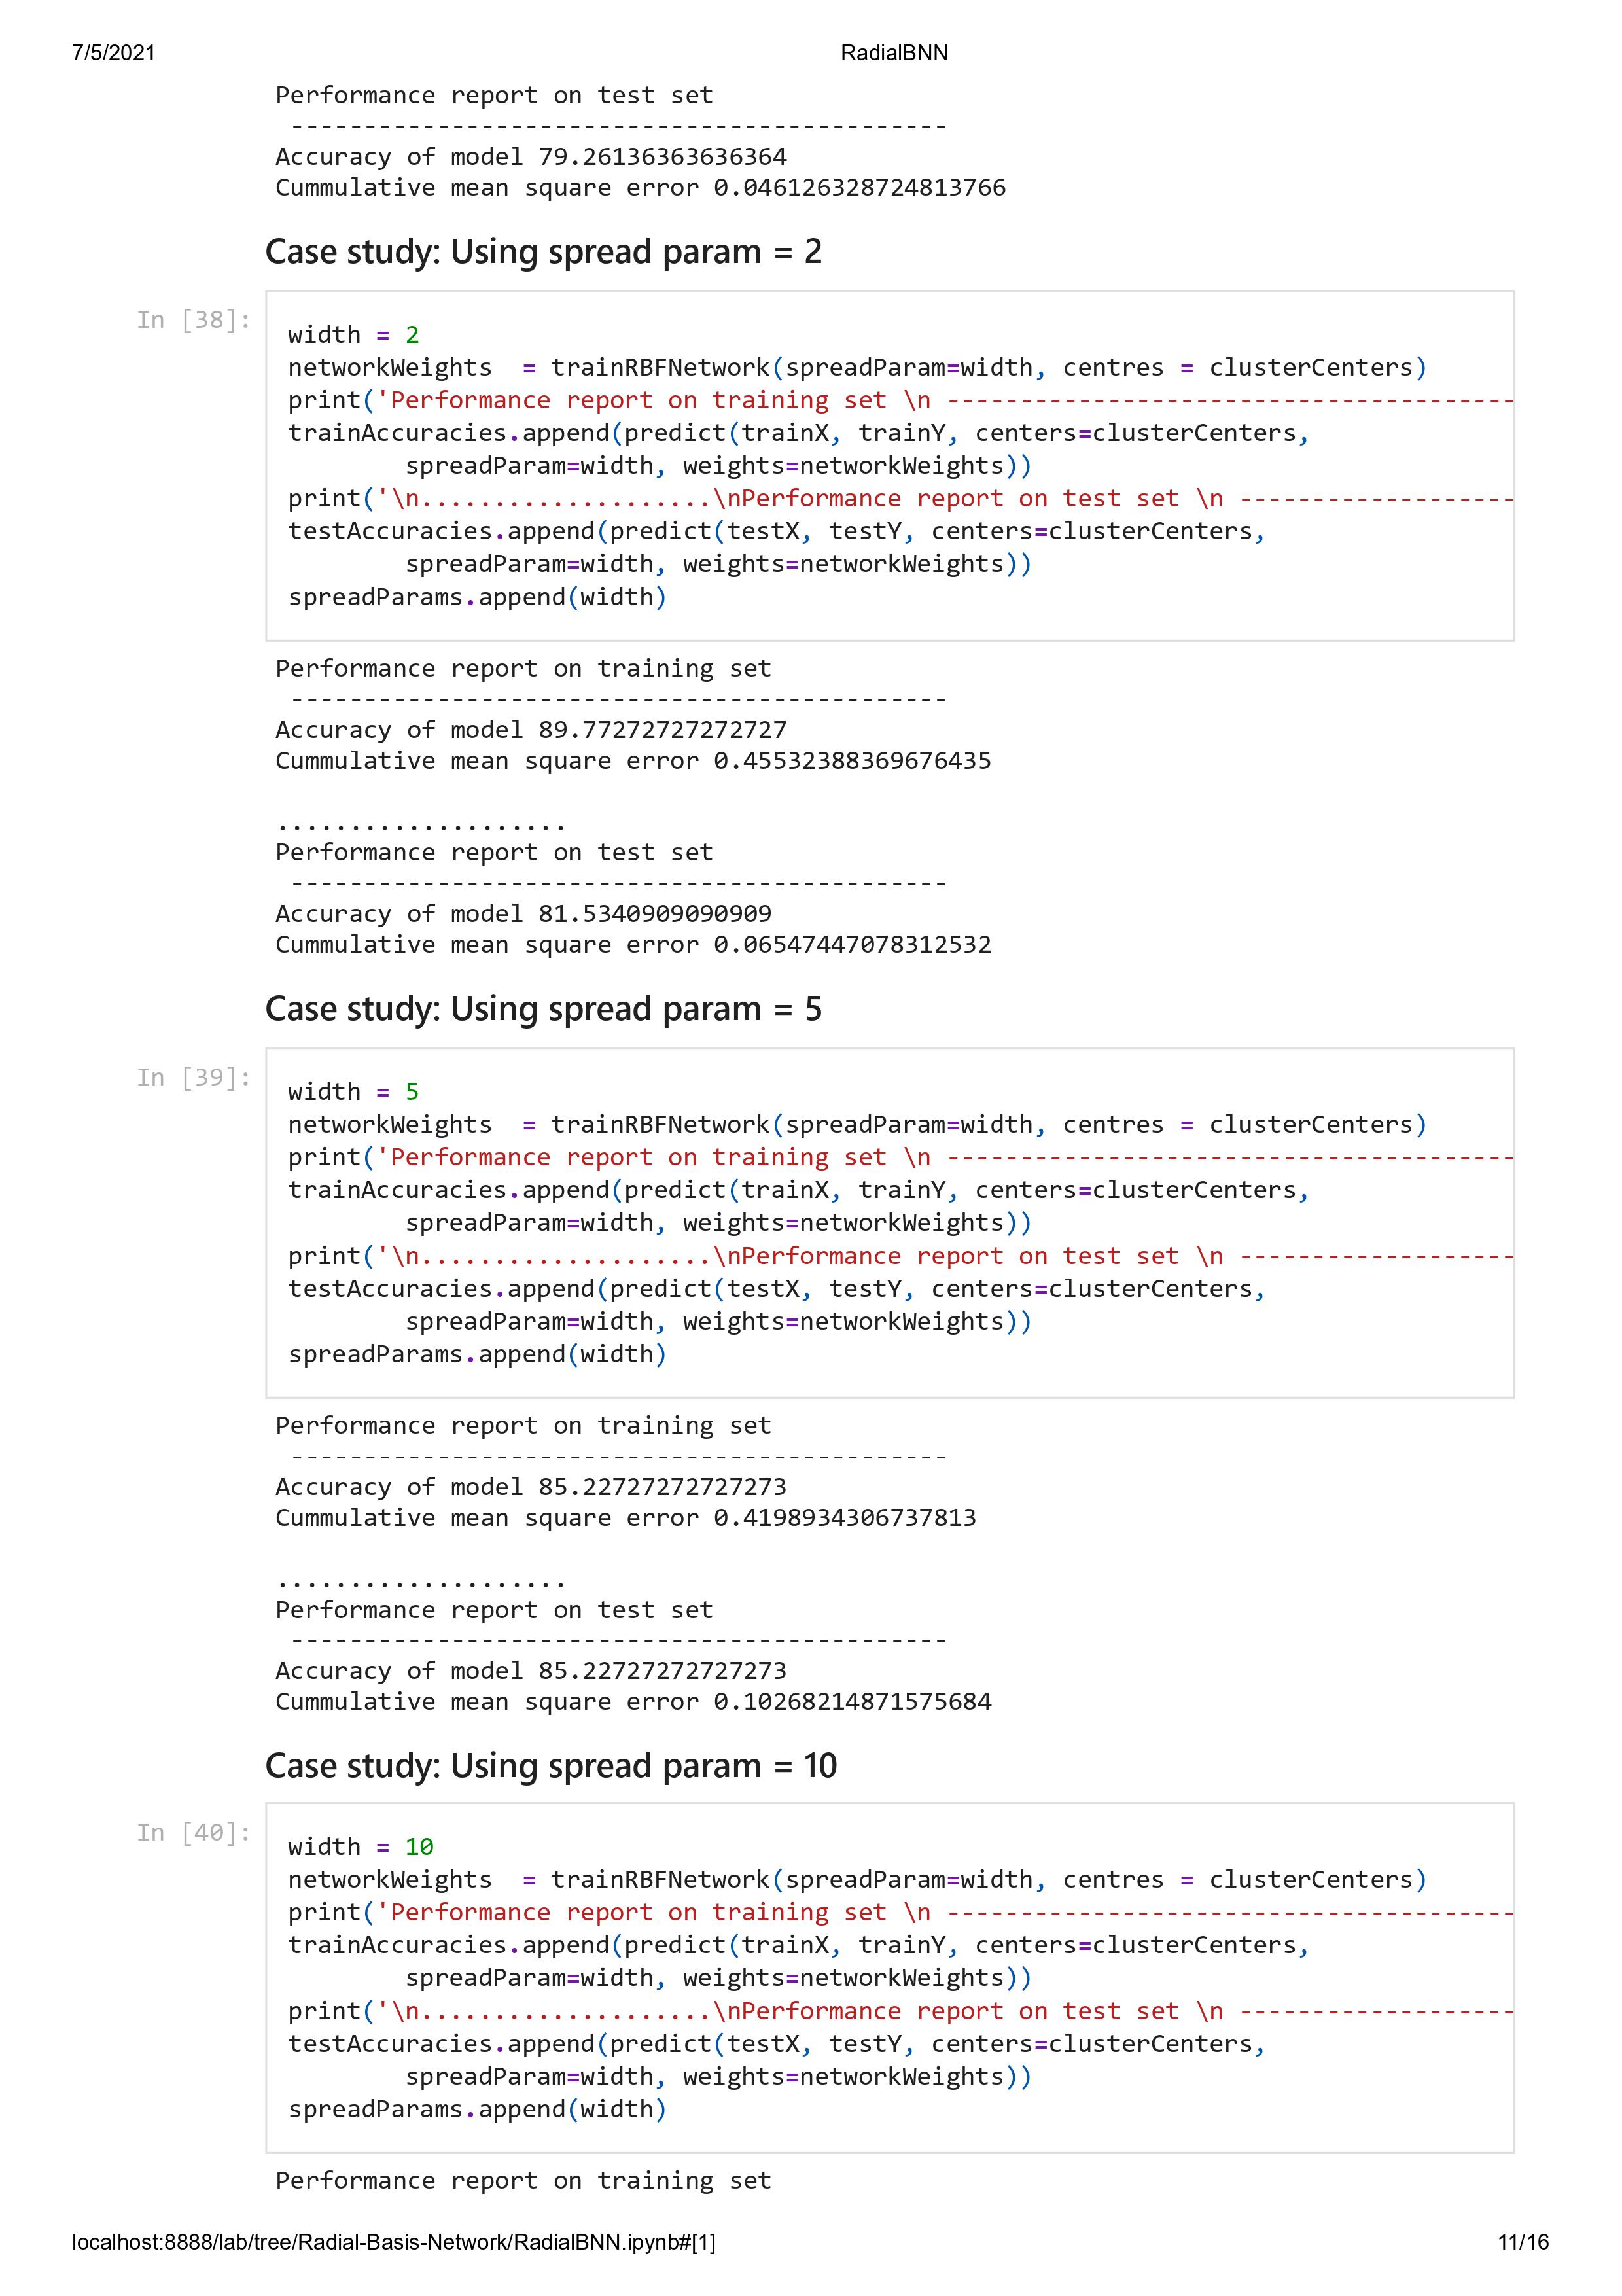 7/5/2021 RadialBNN
Performance report on test set
---------------------------------------------
Accuracy of model 79.26136363636364
Cummulative mean square error 0.046126328724813766
Case study: Using spread param = 2
In [38]:
width = 2
networkWeights  = trainRBFNetwork(spreadParam=width, centres = clusterCenters)
print('Performance report on training set \n ---------------------------------------
trainAccuracies.append(predict(trainX, trainY, centers=clusterCenters,
        spreadParam=width, weights=networkWeights))
print('\n....................\nPerformance report on test set \n -------------------
testAccuracies.append(predict(testX, testY, centers=clusterCenters,
        spreadParam=width, weights=networkWeights))
spreadParams.append(width)
Performance report on training set
---------------------------------------------
Accuracy of model 89.77272727272727
Cummulative mean square error 0.45532388369676435
....................
Performance report on test set
---------------------------------------------
Accuracy of model 81.5340909090909
Cummulative mean square error 0.06547447078312532
Case study: Using spread param = 5
In [39]:
width = 5
networkWeights  = trainRBFNetwork(spreadParam=width, centres = clusterCenters)
print('Performance report on training set \n ---------------------------------------
trainAccuracies.append(predict(trainX, trainY, centers=clusterCenters,
        spreadParam=width, weights=networkWeights))
print('\n....................\nPerformance report on test set \n -------------------
testAccuracies.append(predict(testX, testY, centers=clusterCenters,
        spreadParam=width, weights=networkWeights))
spreadParams.append(width)
Performance report on training set
---------------------------------------------
Accuracy of model 85.22727272727273
Cummulative mean square error 0.4198934306737813
....................
Performance report on test set
---------------------------------------------
Accuracy of model 85.22727272727273
Cummulative mean square error 0.10268214871575684
Case study: Using spread param = 10
In [40]:
width = 10
networkWeights  = trainRBFNetwork(spreadParam=width, centres = clusterCenters)
print('Performance report on training set \n ---------------------------------------
trainAccuracies.append(predict(trainX, trainY, centers=clusterCenters,
        spreadParam=width, weights=networkWeights))
print('\n....................\nPerformance report on test set \n -------------------
testAccuracies.append(predict(testX, testY, centers=clusterCenters,
        spreadParam=width, weights=networkWeights))
spreadParams.append(width)
Performance report on training set
localhost:8888/lab/tree/Radial-Basis-Network/RadialBNN.ipynb#[1] 11/16